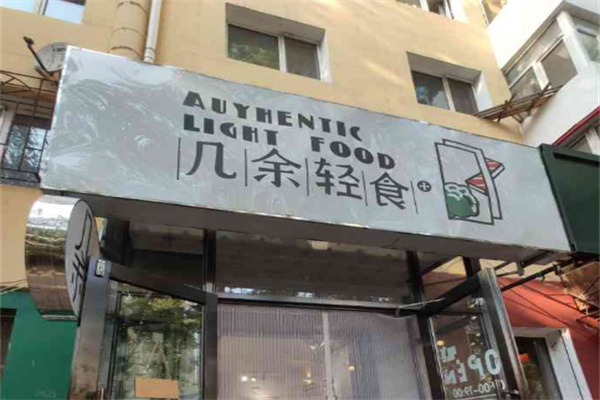 AUYHENTIC
LIGHT FOOD
几余轻食
OPEN